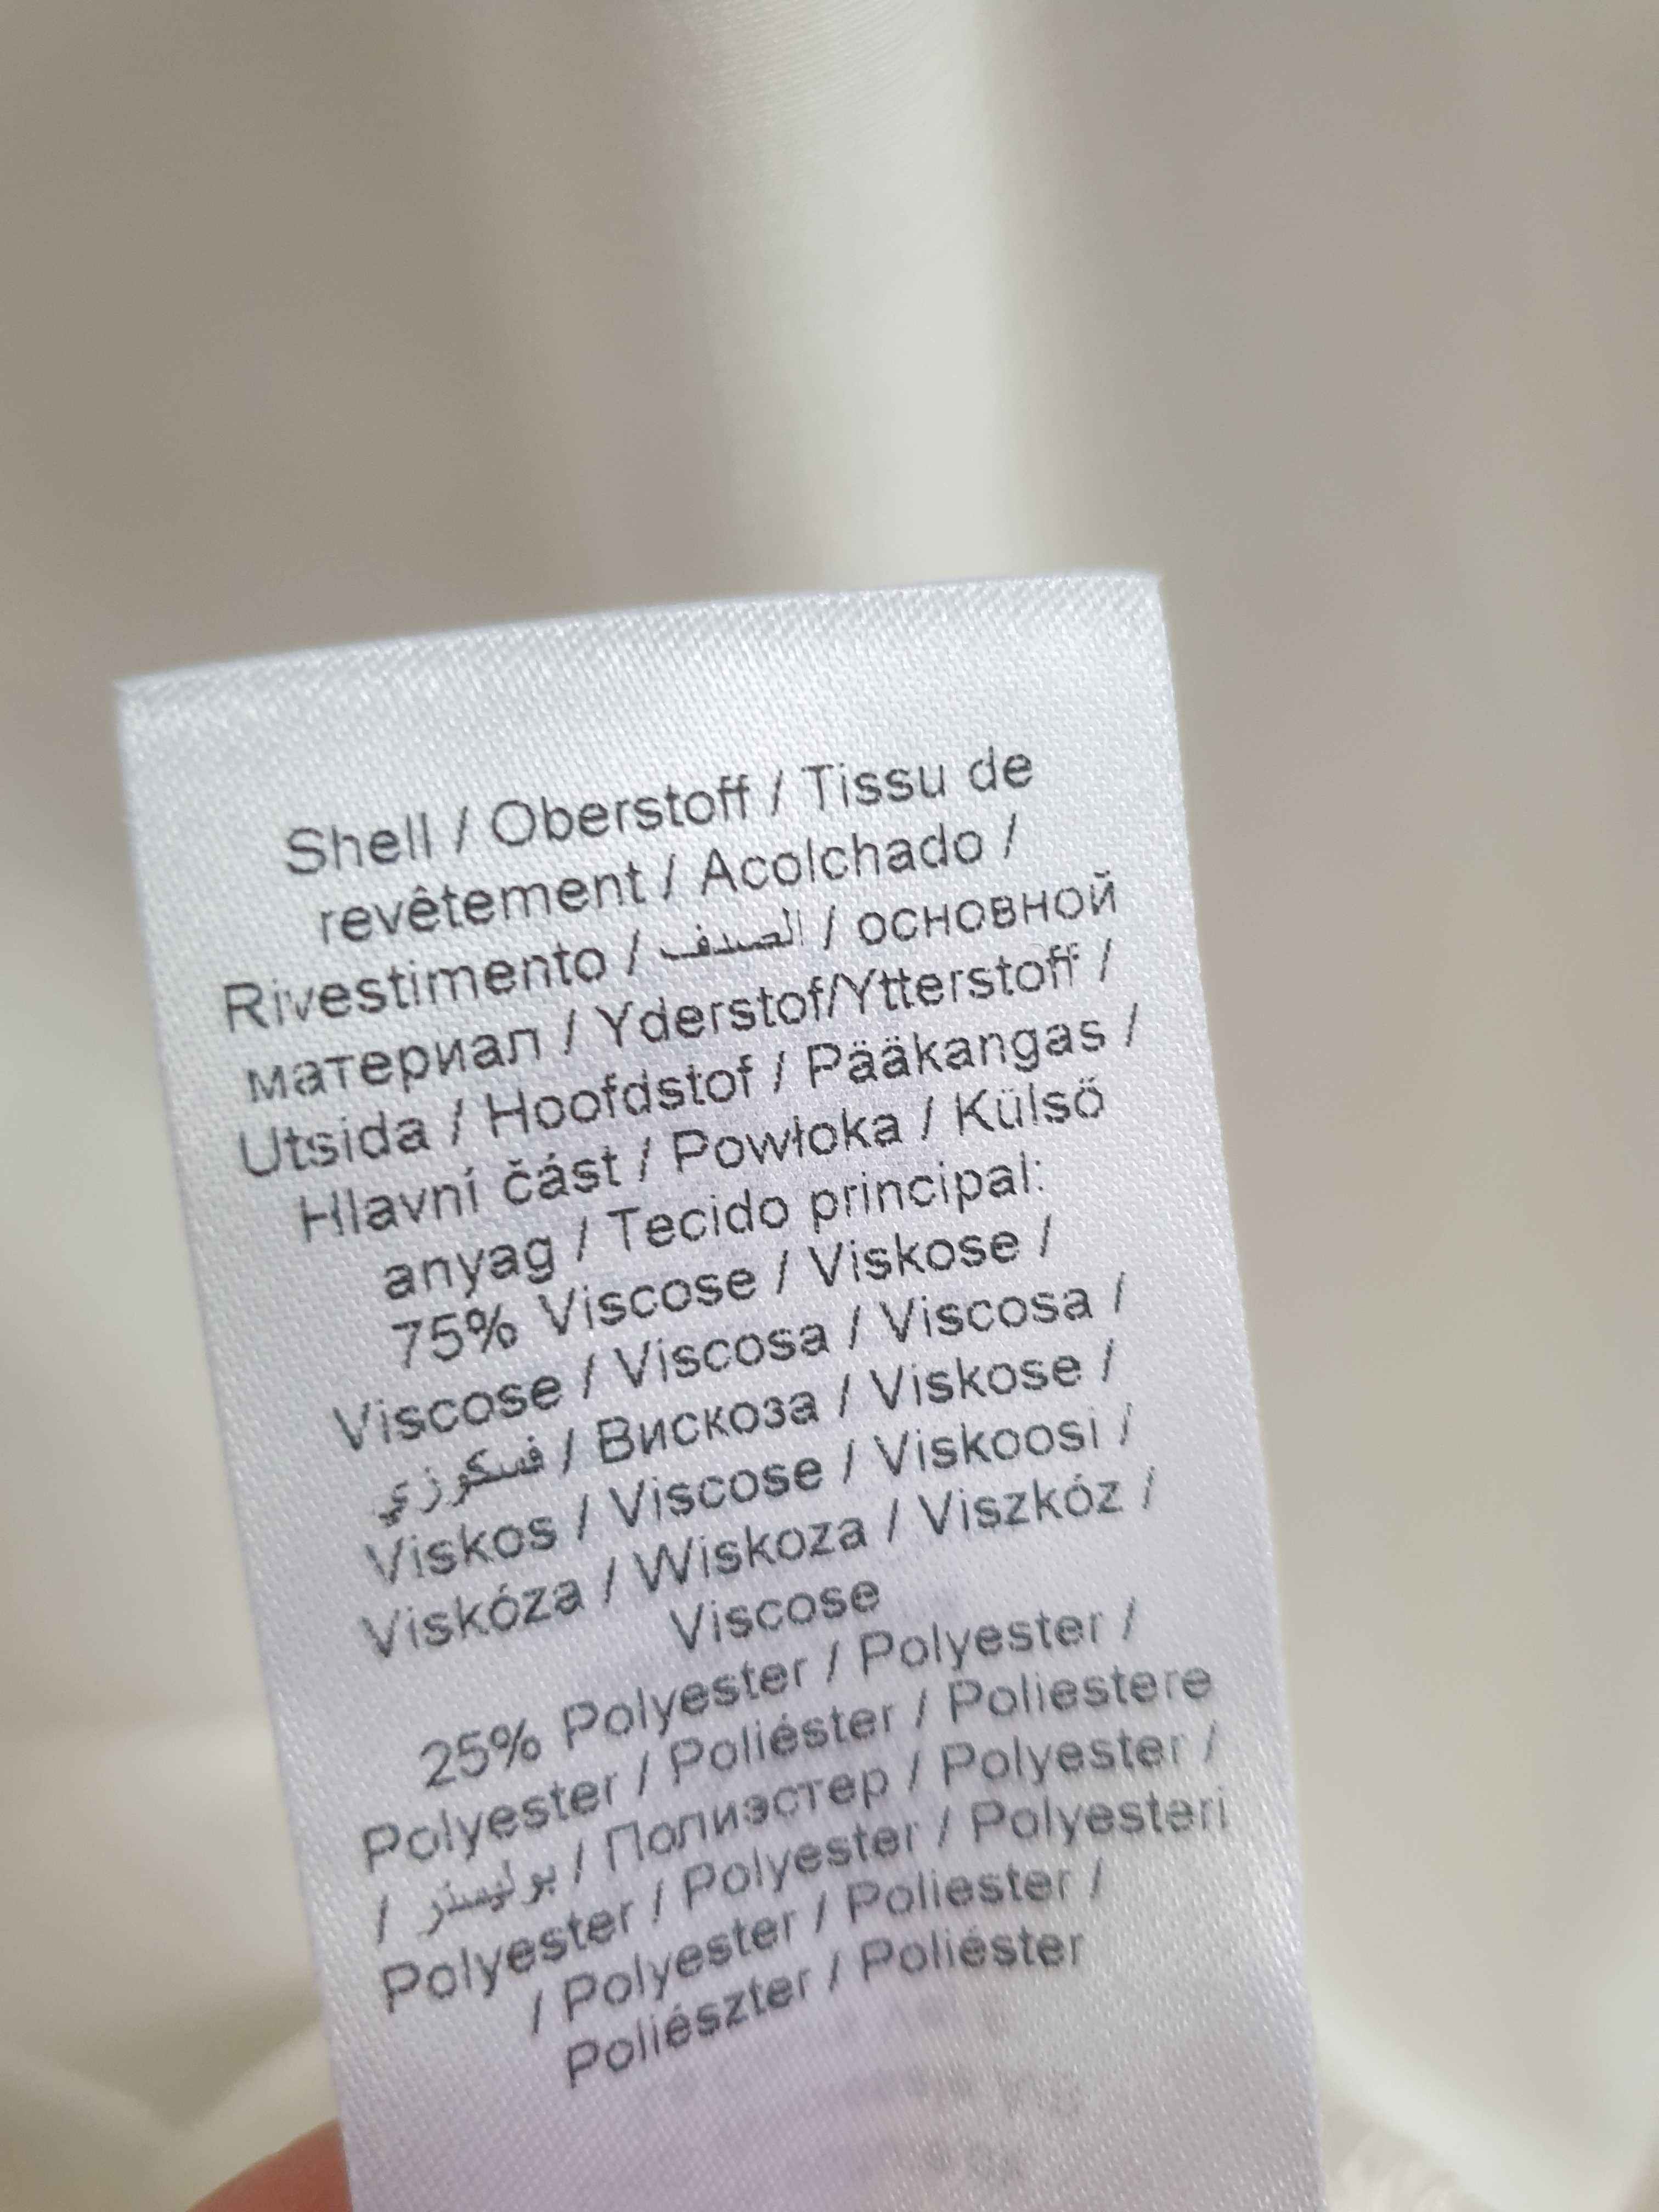 Shell / Oberstoff / Tissu de
revêtement / Acolchado /
Rivestimento / الصدف / основной
материал / Yderstof/Ytterstoff /
Utsida / Hoofdstof / Pääkangas /
Hlavní část / Powłoka / Külső
anyag / Tecido principal:
75% Viscose / Viskose /
Viscose / Viscosa / Viscosa /
فسكوزي / Вискоза / Viskose /
Viskos / Viscose / Viskoosi /
Viskóza / Wiskoza / Viszkóz /
Viscose
25% Polyester / Polyester /
Polyester / Poliéster / Poliestere
/ بوليستر / Полиэстер / Polyester /
Polyester / Polyester / Polyesteri
/ Polyester / Poliester /
Poliészter / Poliéster